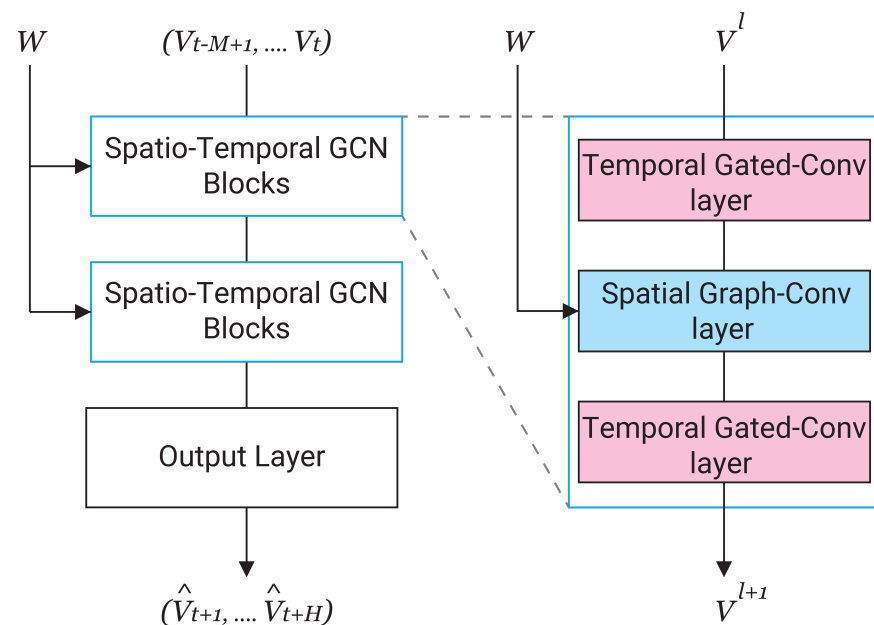 W
(Vt-M+1, .... Vt)
Spatio-Temporal GCN
Blocks
Spatio-Temporal GCN
Blocks
Output Layer
(V̂t+1, .... V̂t+H)
W
V^l
Temporal Gated-Conv
layer
Spatial Graph-Conv
layer
Temporal Gated-Conv
layer
V^l+1